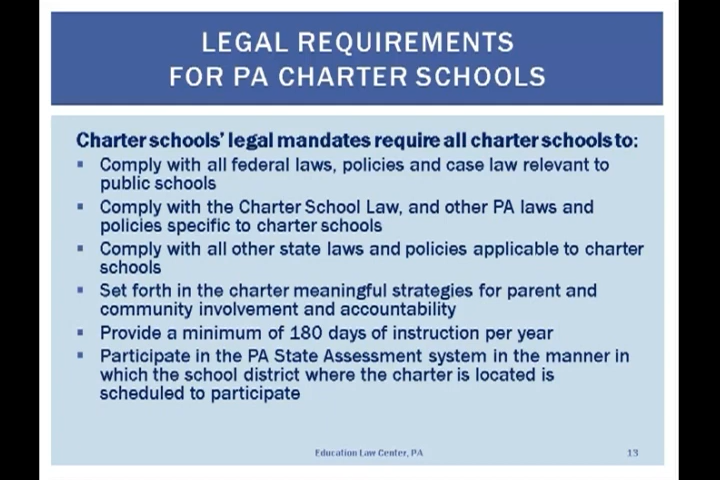 LEGAL REQUIREMENTS
FOR PA CHARTER SCHOOLS
Charter schools' legal mandates require all charter schools to:
▪ Comply with all federal laws, policies and case law relevant to
public schools
▪ Comply with the Charter School Law, and other PA laws and
policies specific to charter schools
▪ Comply with all other state laws and policies applicable to charter
schools
▪ Set forth in the charter meaningful strategies for parent and
community involvement and accountability
▪ Provide a minimum of 180 days of instruction per year
▪ Participate in the PA State Assessment system in the manner in
which the school district where the charter is located is
scheduled to participate
Education Law Center, PA
13